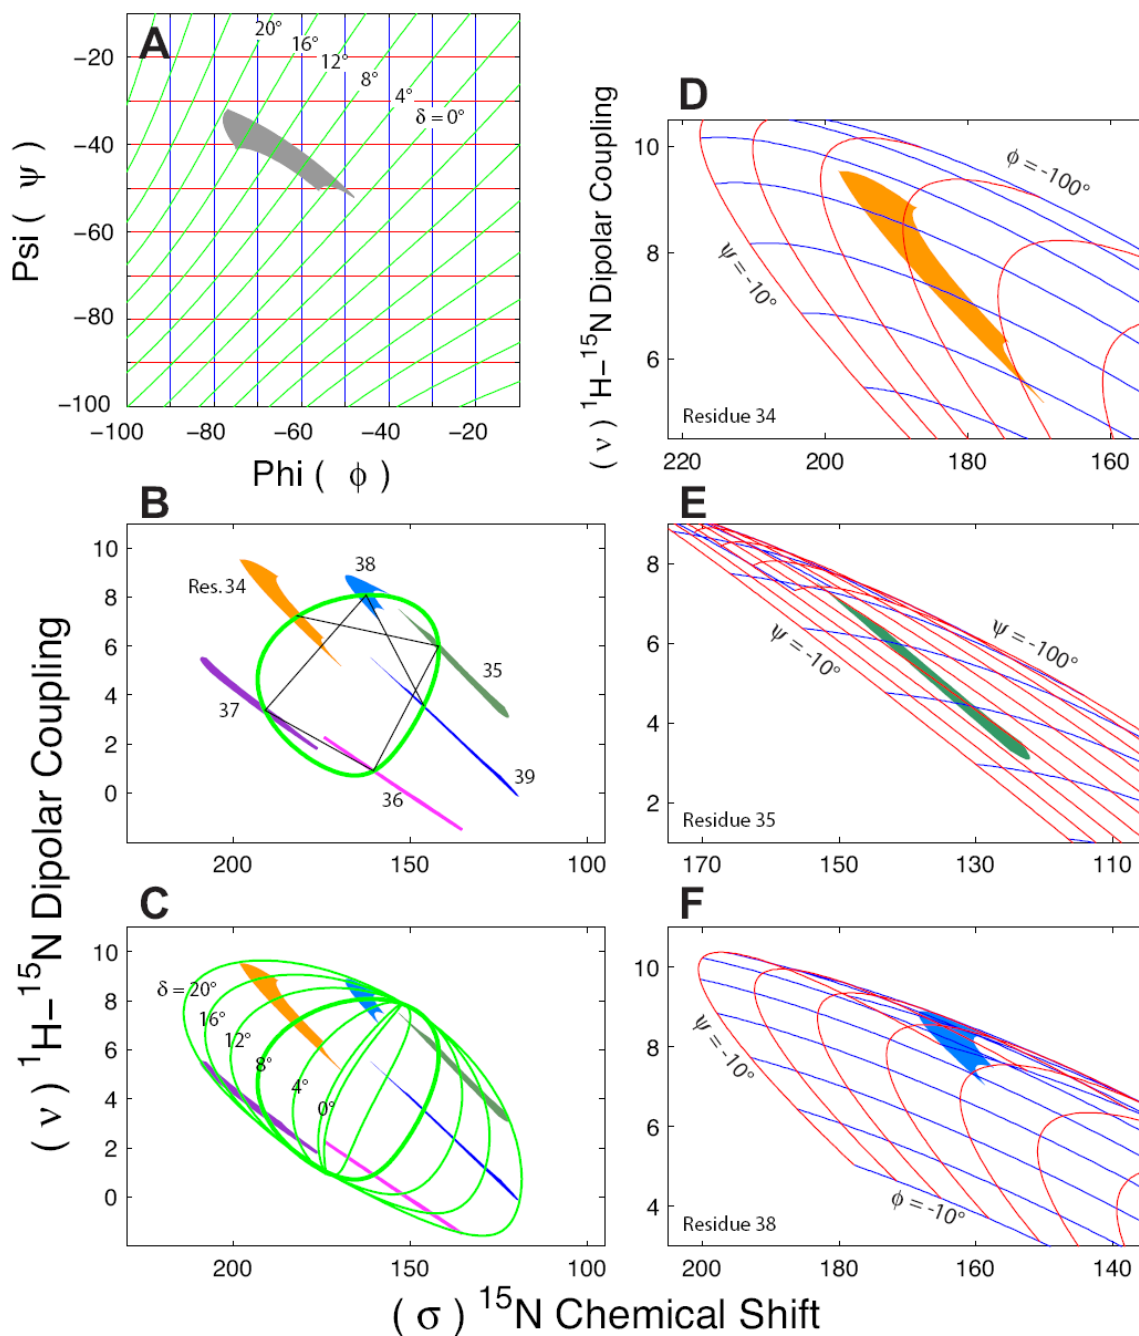 A
20°
16°
12°
8°
4°
δ = 0°
−20
−40
−60
−80
−100
Psi ( ψ )
−100
−80
−60
−40
−20
Phi ( ϕ )
B
10
8
6
4
2
0
Res. 34
38
35
37
36
39
200
150
100
C
10
8
6
4
2
0
δ = 20°
16°
12°
8°
4°
0°
200
150
100
( ν ) ¹H−¹⁵N Dipolar Coupling
D
( ν ) ¹H−¹⁵N Dipolar Coupling
10
8
6
ϕ = -100°
ψ = -10°
Residue 34
220
200
180
160
E
8
6
4
2
ψ = -10°
ψ = -100°
Residue 35
170
150
130
110
F
10
8
6
4
ψ = -10°
ϕ = -10°
Residue 38
200
180
160
140
( σ ) ¹⁵N Chemical Shift